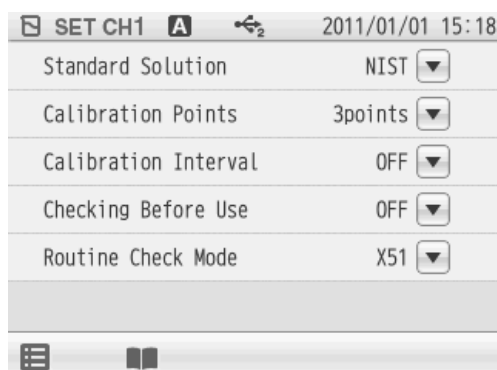 SET CH1 A 2 2011/01/01 15:18
Standard Solution NIST
Calibration Points 3points
Calibration Interval OFF
Checking Before Use OFF
Routine Check Mode X51